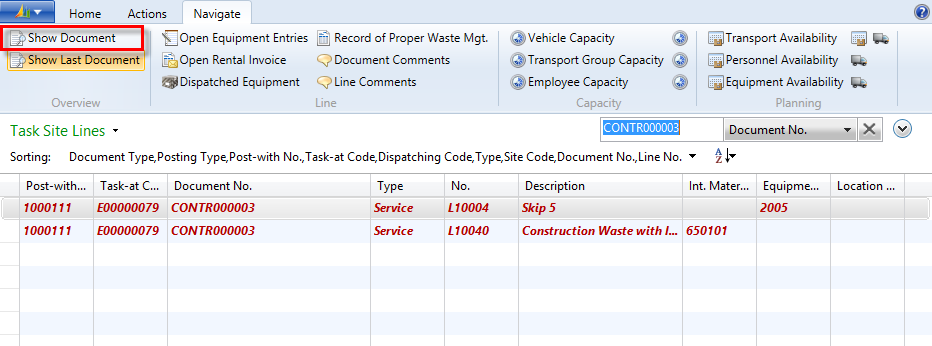 Home Actions Navigate
Show Document Open Equipment Entries Record of Proper Waste Mgt. Vehicle Capacity Transport Availability
Show Last Document Open Rental Invoice Document Comments Transport Group Capacity Personnel Availability
Dispatched Equipment Line Comments Employee Capacity Equipment Availability
Overview Line Capacity Planning
Task Site Lines CONTR000003 Document No.
Sorting: Document Type,Posting Type,Post-with No.,Task-at Code,Dispatching Code,Type,Site Code,Document No.,Line No. A Z
Post-with... Task-at C... Document No. Type No. Description Int. Mater... Equipme... Location ...
1000111 E00000079 CONTR000003 Service L10004 Skip 5 2005
1000111 E00000079 CONTR000003 Service L10040 Construction Waste with I... 650101